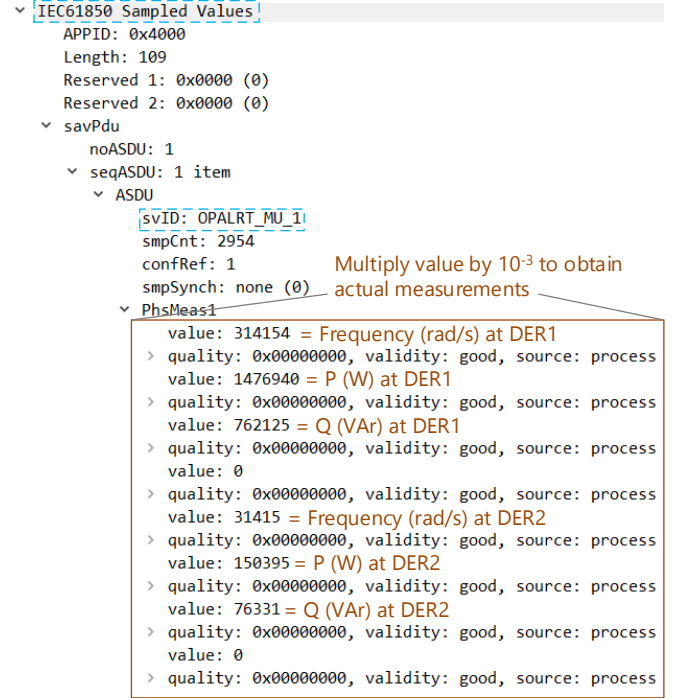 IEC61850 Sampled Values
APPID: 0x4000
Length: 109
Reserved 1: 0x0000 (0)
Reserved 2: 0x0000 (0)
savPdu
noASDU: 1
seqASDU: 1 item
ASDU
svID: OPALRT_MU_1
smpCnt: 2954
confRef: 1
smpSynch: none (0)
Multiply value by 10⁻³ to obtain
actual measurements
PhsMeas1
value: 314154 = Frequency (rad/s) at DER1
quality: 0x00000000, validity: good, source: process
value: 1476940 = P (W) at DER1
quality: 0x00000000, validity: good, source: process
value: 762125 = Q (VAr) at DER1
quality: 0x00000000, validity: good, source: process
value: 0
quality: 0x00000000, validity: good, source: process
value: 31415 = Frequency (rad/s) at DER2
quality: 0x00000000, validity: good, source: process
value: 150395 = P (W) at DER2
quality: 0x00000000, validity: good, source: process
value: 76331 = Q (VAr) at DER2
quality: 0x00000000, validity: good, source: process
value: 0
quality: 0x00000000, validity: good, source: process